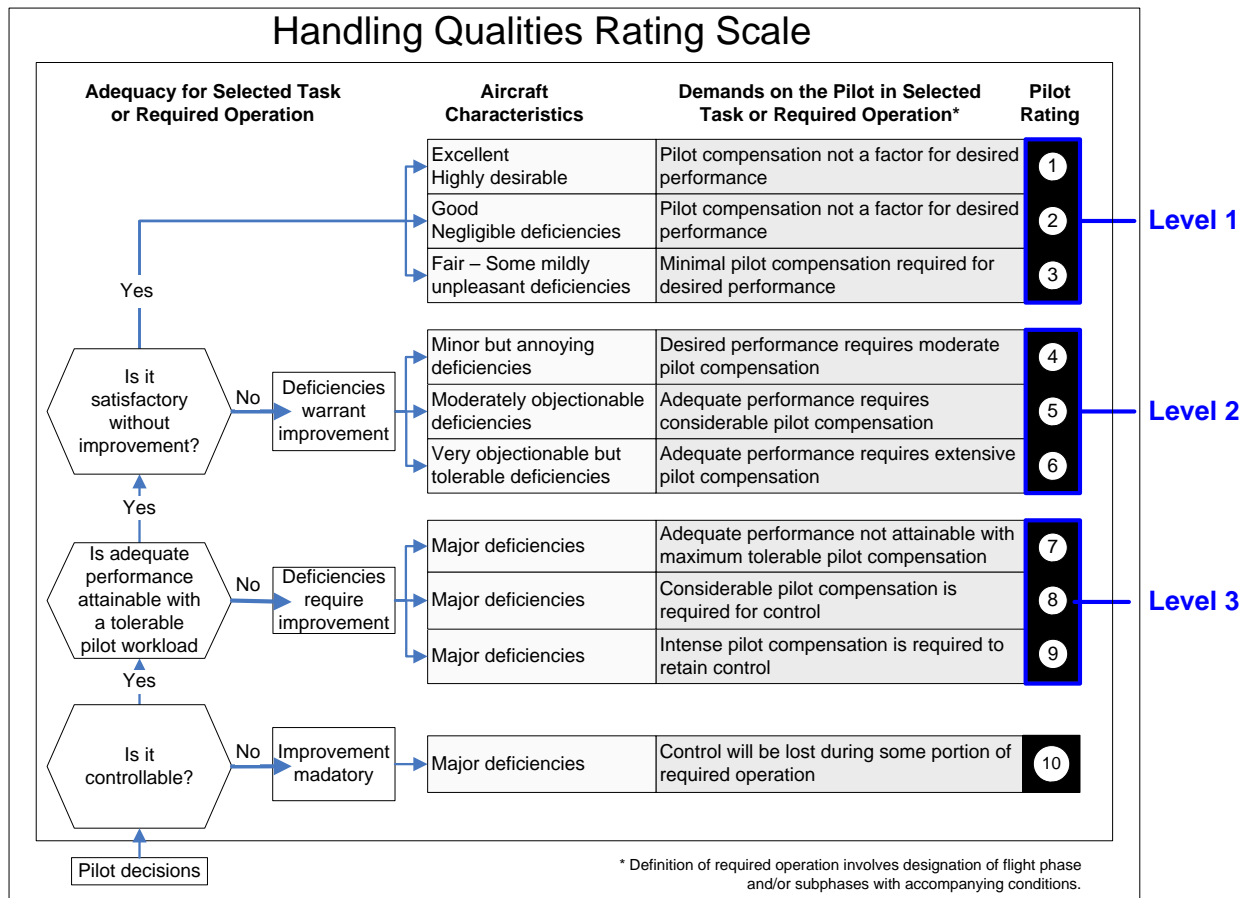 Handling Qualities Rating Scale
Adequacy for Selected Task
or Required Operation
Aircraft
Characteristics
Demands on the Pilot in Selected
Task or Required Operation*
Pilot
Rating
Excellent
Highly desirable
Pilot compensation not a factor for desired
performance
1
Good
Negligible deficiencies
Pilot compensation not a factor for desired
performance
2
Level 1
Fair – Some mildly
unpleasant deficiencies
Minimal pilot compensation required for
desired performance
3
Yes
Is it
satisfactory
without
improvement?
No
Deficiencies
warrant
improvement
Minor but annoying
deficiencies
Desired performance requires moderate
pilot compensation
4
Moderately objectionable
deficiencies
Adequate performance requires
considerable pilot compensation
5
Level 2
Very objectionable but
tolerable deficiencies
Adequate performance requires extensive
pilot compensation
6
Yes
Is adequate
performance
attainable with
a tolerable
pilot workload
No
Deficiencies
require
improvement
Major deficiencies
Adequate performance not attainable with
maximum tolerable pilot compensation
7
Major deficiencies
Considerable pilot compensation is
required for control
8
Level 3
Major deficiencies
Intense pilot compensation is required to
retain control
9
Yes
Is it
controllable?
No
Improvement
madatory
Major deficiencies
Control will be lost during some portion of
required operation
10
Pilot decisions
* Definition of required operation involves designation of flight phase
and/or subphases with accompanying conditions.